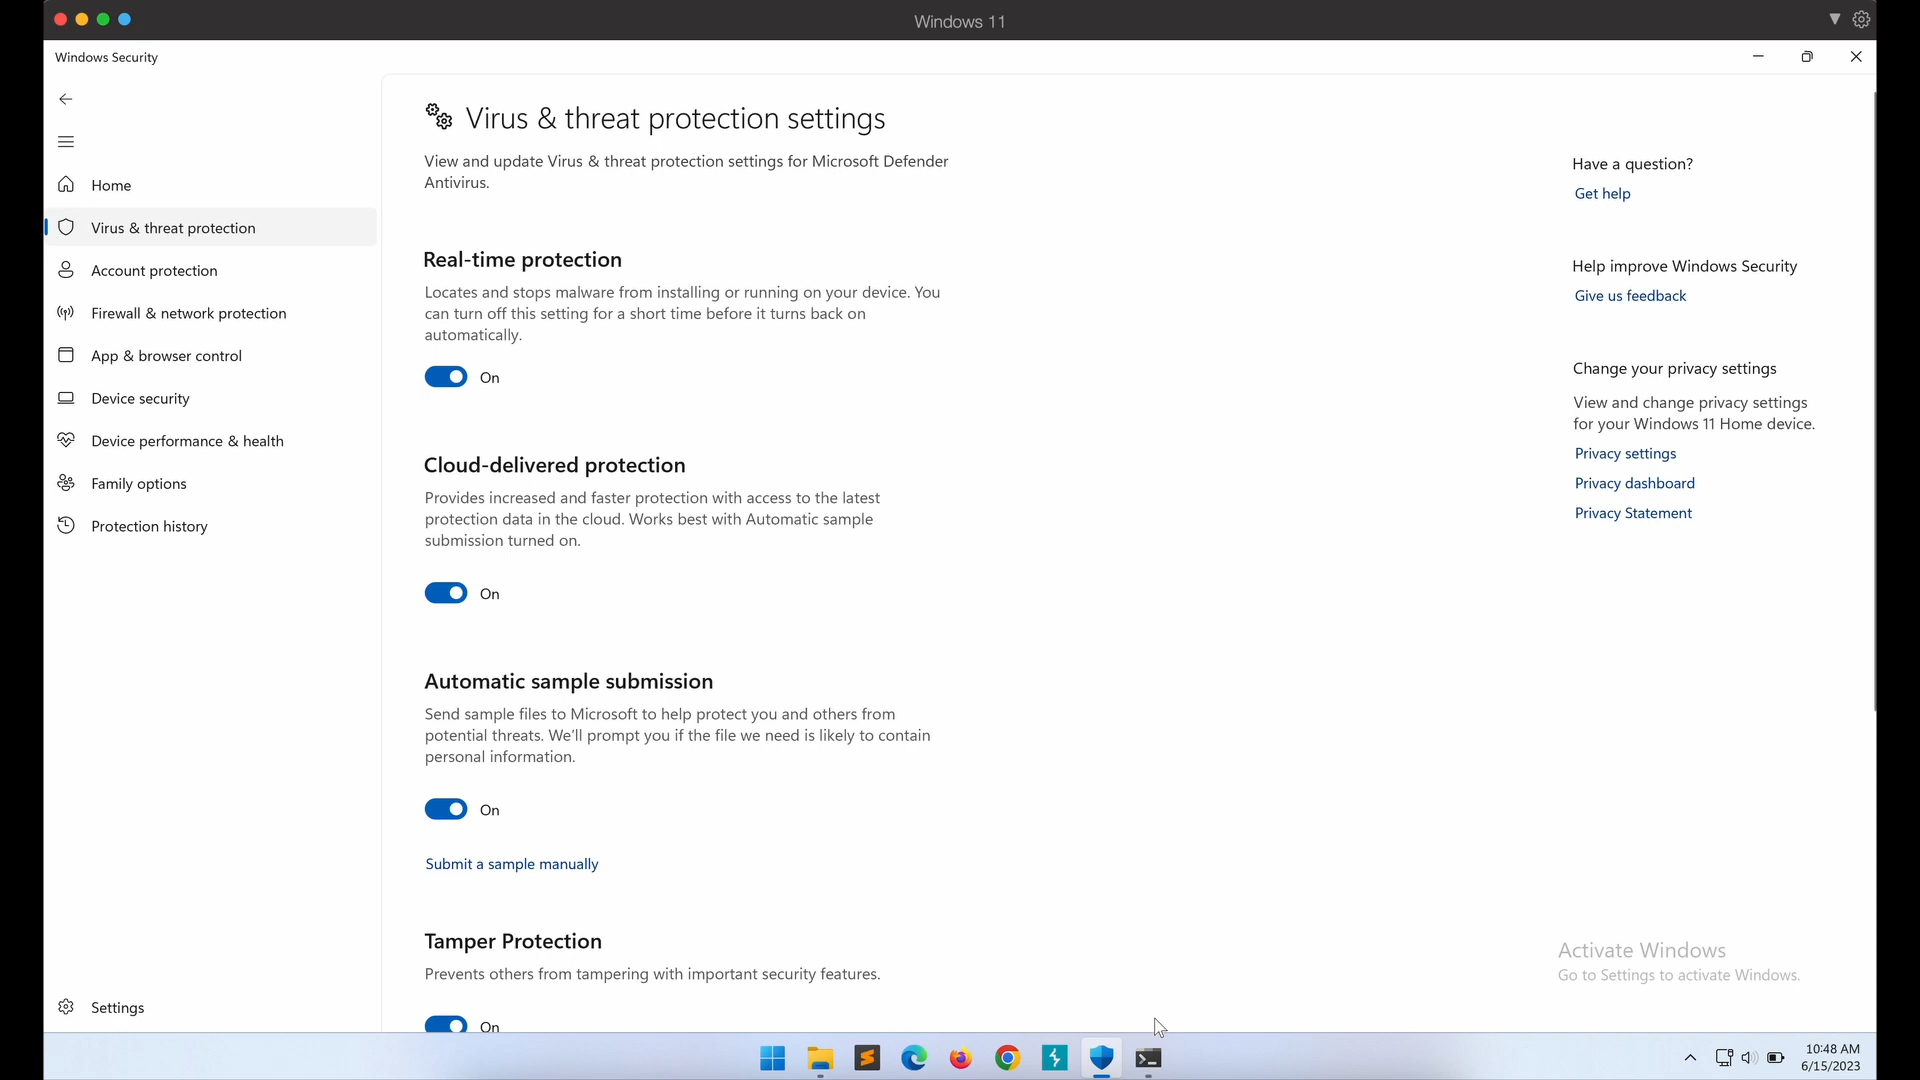 Windows 11
Windows Security
Home
Virus & threat protection
Account protection
Firewall & network protection
App & browser control
Device security
Device performance & health
Family options
Protection history
Settings
Virus & threat protection settings
View and update Virus & threat protection settings for Microsoft Defender
Antivirus.
Real-time protection
Locates and stops malware from installing or running on your device. You
can turn off this setting for a short time before it turns back on
automatically.
On
Cloud-delivered protection
Provides increased and faster protection with access to the latest
protection data in the cloud. Works best with Automatic sample
submission turned on.
On
Automatic sample submission
Send sample files to Microsoft to help protect you and others from
potential threats. We'll prompt you if the file we need is likely to contain
personal information.
On
Submit a sample manually
Tamper Protection
Prevents others from tampering with important security features.
On
Have a question?
Get help
Help improve Windows Security
Give us feedback
Change your privacy settings
View and change privacy settings
for your Windows 11 Home device.
Privacy settings
Privacy dashboard
Privacy Statement
Activate Windows
Go to Settings to activate Windows.
10:48 AM
6/15/2023